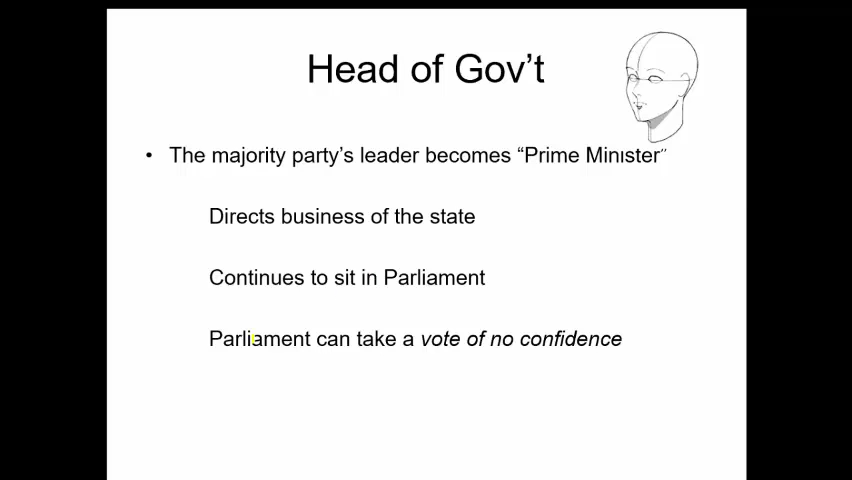 Head of Gov't
• The majority party's leader becomes “Prime Minister”
Directs business of the state
Continues to sit in Parliament
Parliament can take a vote of no confidence